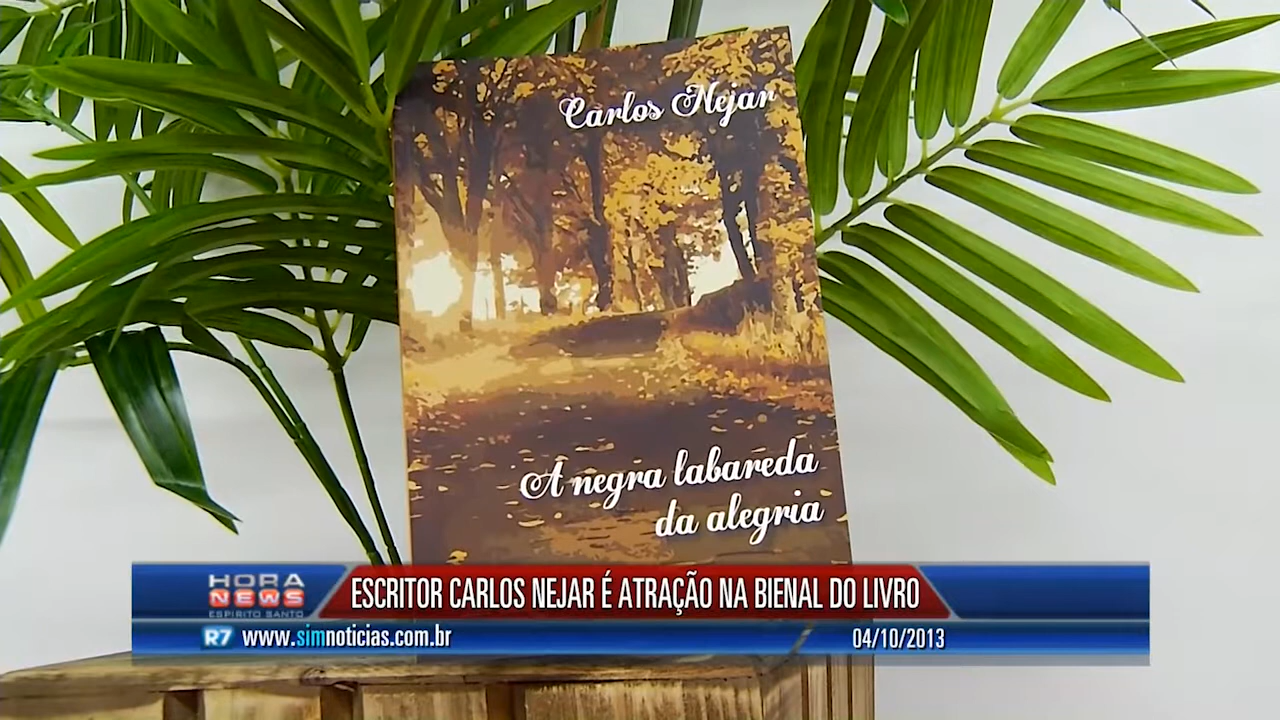 Carlos Nejar
A negra labareda
da alegria
HORA
NEWS
ESPÍRITO SANTO
ESCRITOR CARLOS NEJAR É ATRAÇÃO NA BIENAL DO LIVRO
R7 www.simnoticias.com.br
04/10/2013